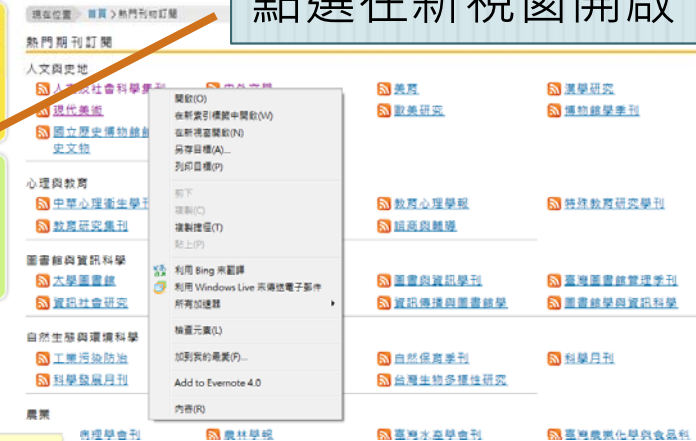 點選在新視窗開啟
現在位置 首頁 > 熱門刊物訂閱
熱門期刊訂閱
人文與史地
美育
漢學研究
現代美術
歐美研究
博物館學季刊
國立歷史博物館
史文物
心理與教育
中華心理衛生學刊
教育心理學報
特殊教育研究學刊
教育研究集刊
諮商與輔導
圖書館與資訊科學
大學圖書館
圖書與資訊學刊
臺灣圖書館管理季刊
資訊社會研究
資訊傳播與圖書館學
圖書館學與資訊科學
自然生態與環境科學
工業污染防治
自然保育季刊
科學月刊
科學發展月刊
台灣生物多樣性研究
農業
病理學會刊
農林學報
臺灣水產學會刊
臺灣農業化學與食品科
開啟(O)
在新索引標籤中開啟(W)
在新視窗開啟(N)
另存目標(A)...
列印目標(P)
剪下
複製(C)
複製捷徑(T)
貼上(P)
利用 Bing 來翻譯
利用 Windows Live 來傳送電子郵件
所有加速器
檢查元素(L)
加到我的最愛(F)...
Add to Evernote 4.0
內容(R)